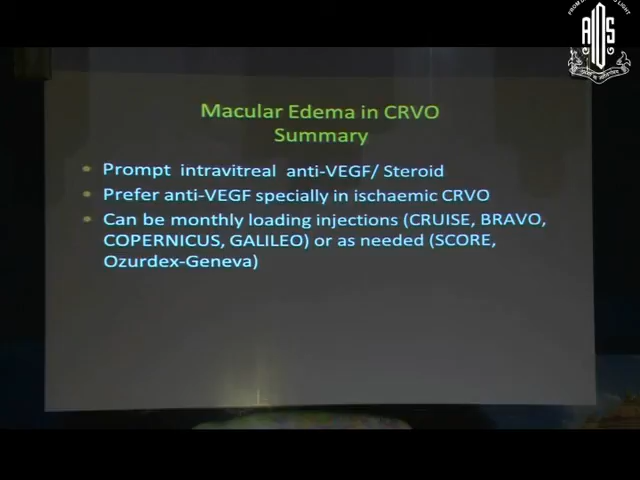 AIOS
Macular Edema in CRVO
Summary
Prompt intravitreal anti-VEGF/ Steroid
Prefer anti-VEGF specially in ischaemic CRVO
Can be monthly loading injections (CRUISE, BRAVO,
COPERNICUS, GALILEO) or as needed (SCORE,
Ozurdex-Geneva)